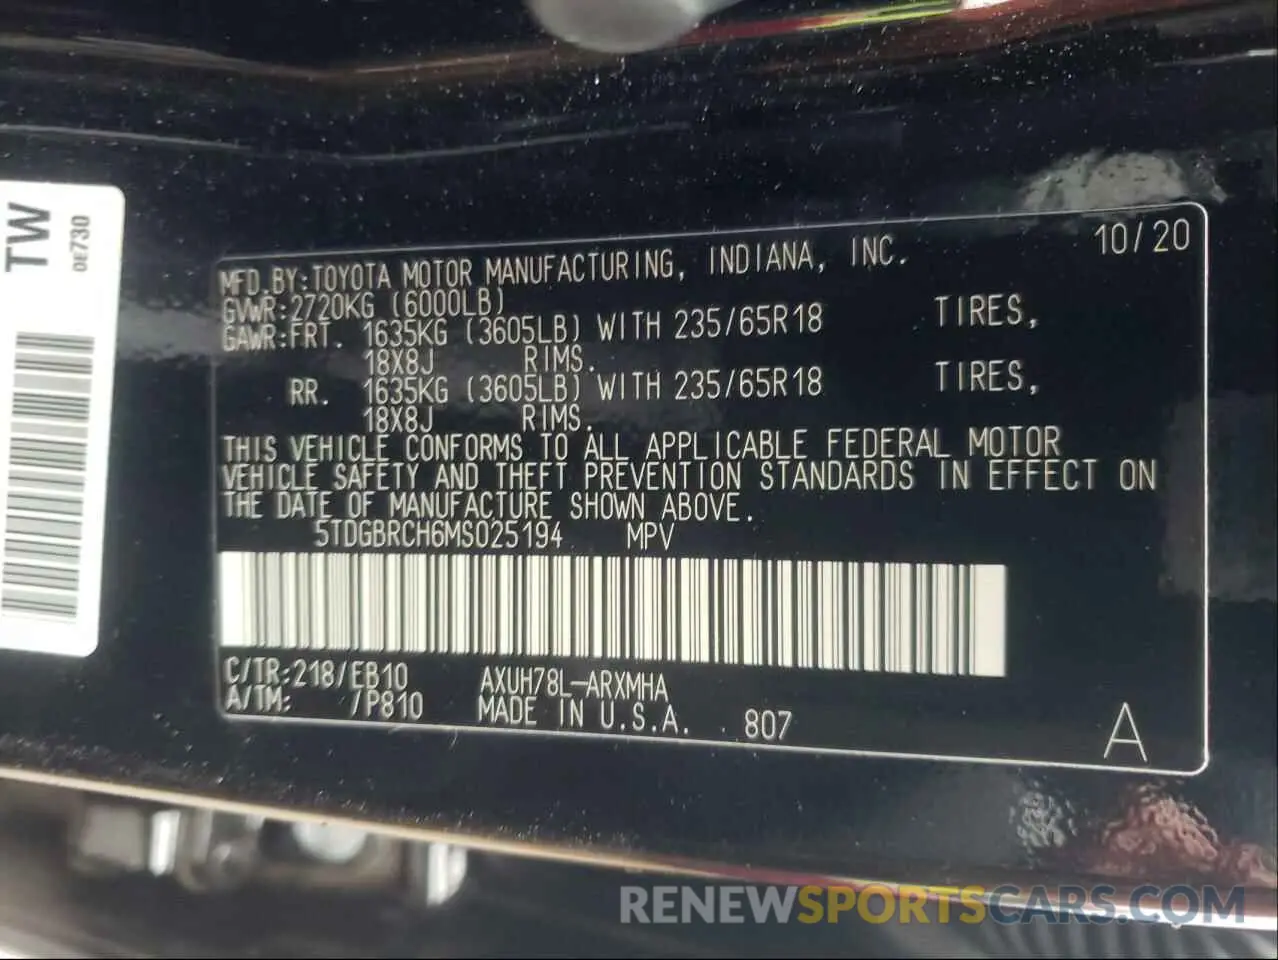 TW
0E730
10/20
MFD.BY:TOYOTA MOTOR MANUFACTURING, INDIANA, INC.
GVWR:2720KG (6000LB)
GAWR:FRT. 1635KG (3605LB) WITH 235/65R18 TIRES,
18X8J RIMS.
RR. 1635KG (3605LB) WITH 235/65R18 TIRES,
18X8J RIMS.
THIS VEHICLE CONFORMS TO ALL APPLICABLE FEDERAL MOTOR
VEHICLE SAFETY AND THEFT PREVENTION STANDARDS IN EFFECT ON
THE DATE OF MANUFACTURE SHOWN ABOVE.
5TDGBRCH6MS025194 MPV
C/TR:218/EB10 AXUH78L-ARXMHA
A/TM: /P810 MADE IN U.S.A. 807
A
RENEWSPORTSCARS.COM